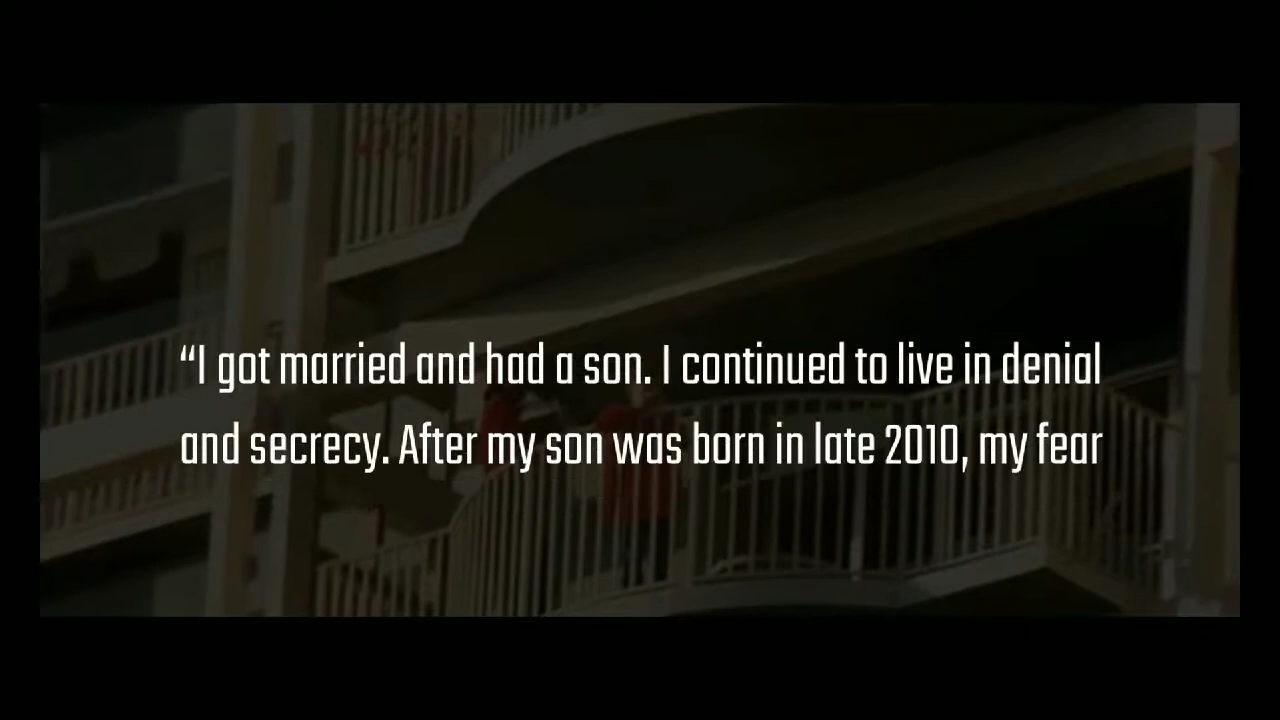 “I got married and had a son. I continued to live in denial
and secrecy. After my son was born in late 2010, my fear